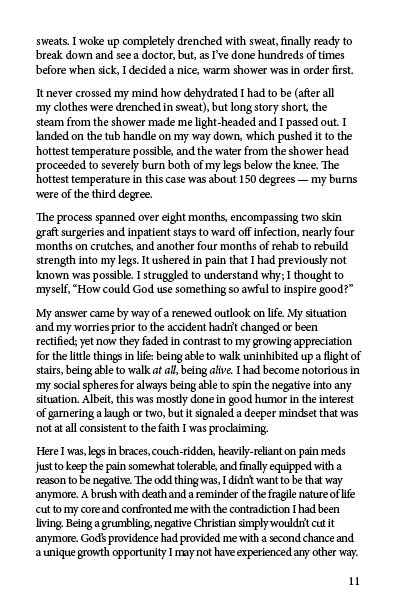 sweats. I woke up completely drenched with sweat, finally ready to
break down and see a doctor, but, as I've done hundreds of times
before when sick, I decided a nice, warm shower was in order first.
It never crossed my mind how dehydrated I had to be (after all
my clothes were drenched in sweat), but long story short, the
steam from the shower made me light-headed and I passed out. I
landed on the tub handle on my way down, which pushed it to the
hottest temperature possible, and the water from the shower head
proceeded to severely burn both of my legs below the knee. The
hottest temperature in this case was about 150 degrees — my burns
were of the third degree.
The process spanned over eight months, encompassing two skin
graft surgeries and inpatient stays to ward off infection, nearly four
months on crutches, and another four months of rehab to rebuild
strength into my legs. It ushered in pain that I had previously not
known was possible. I struggled to understand why; I thought to
myself, “How could God use something so awful to inspire good?”
My answer came by way of a renewed outlook on life. My situation
and my worries prior to the accident hadn't changed or been
rectified; yet now they faded in contrast to my growing appreciation
for the little things in life: being able to walk uninhibited up a flight of
stairs, being able to walk at all, being alive. I had become notorious in
my social spheres for always being able to spin the negative into any
situation. Albeit, this was mostly done in good humor in the interest
of garnering a laugh or two, but it signaled a deeper mindset that was
not at all consistent to the faith I was proclaiming.
Here I was, legs in braces, couch-ridden, heavily-reliant on pain meds
just to keep the pain somewhat tolerable, and finally equipped with a
reason to be negative. The odd thing was, I didn't want to be that way
anymore. A brush with death and a reminder of the fragile nature of life
cut to my core and confronted me with the contradiction I had been
living. Being a grumbling, negative Christian simply wouldn't cut it
anymore. God's providence had provided me with a second chance and
a unique growth opportunity I may not have experienced any other way.
11